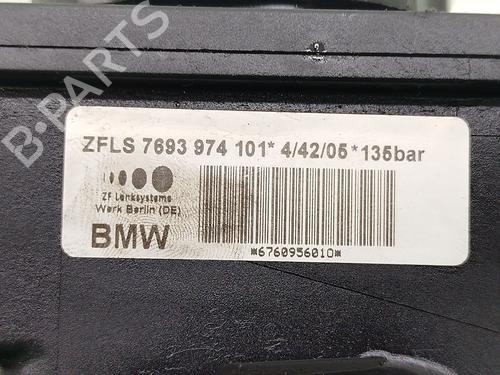 B-PARTS
ZFLS 7693 974 101* 4/42/05 *135bar
ZF Lenksysteme
Werk Berlin (DE)
BMW
*6760956010*